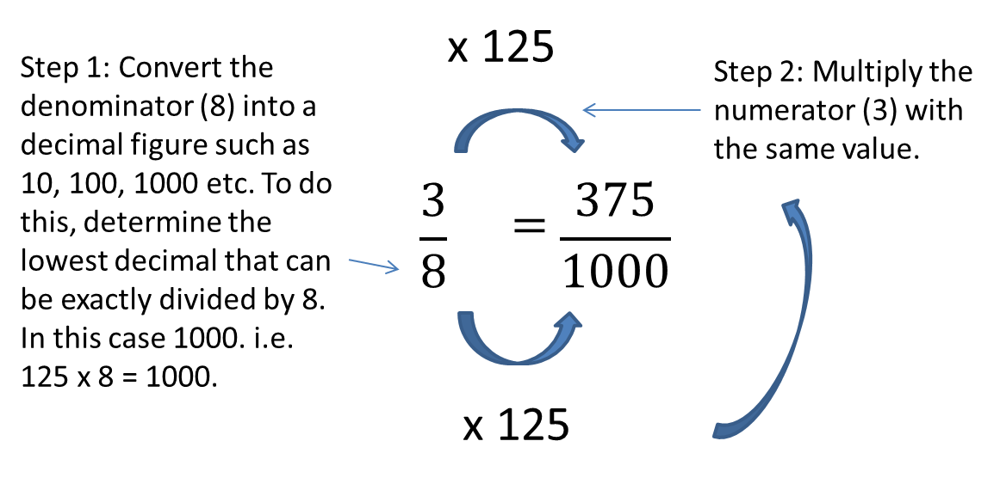 x 125
Step 1: Convert the
denominator (8) into a
decimal figure such as
10, 100, 1000 etc. To do
this, determine the
lowest decimal that can
be exactly divided by 8.
In this case 1000. i.e.
125 x 8 = 1000.
3
8
=
375
1000
x 125
Step 2: Multiply the
numerator (3) with
the same value.